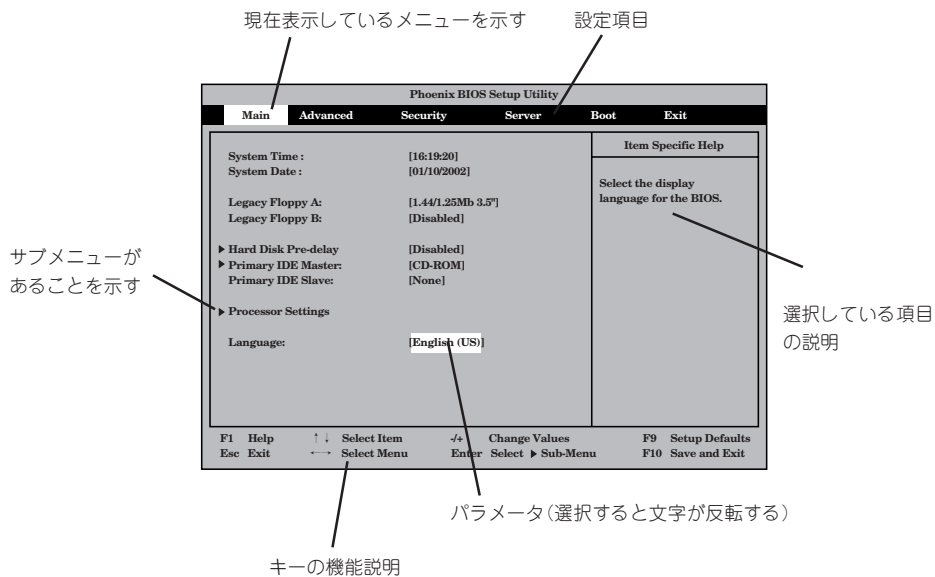 現在表示しているメニューを示す 設定項目
Phoenix BIOS Setup Utility
Main Advanced Security Server Boot Exit
Item Specific Help
System Time : [16:19:20]
System Date : [01/10/2002]
Select the display
language for the BIOS.
Legacy Floppy A: [1.44/1.25Mb 3.5"]
Legacy Floppy B: [Disabled]
▶ Hard Disk Pre-delay [Disabled]
▶ Primary IDE Master: [CD-ROM]
Primary IDE Slave: [None]
サブメニューが
あることを示す
▶ Processor Settings
選択している項目
の説明
Language: [English (US)]
F1 Help ↑↓ Select Item -/+ Change Values F9 Setup Defaults
Esc Exit ←→ Select Menu Enter Select ▶ Sub-Menu F10 Save and Exit
パラメータ(選択すると文字が反転する)
キーの機能説明